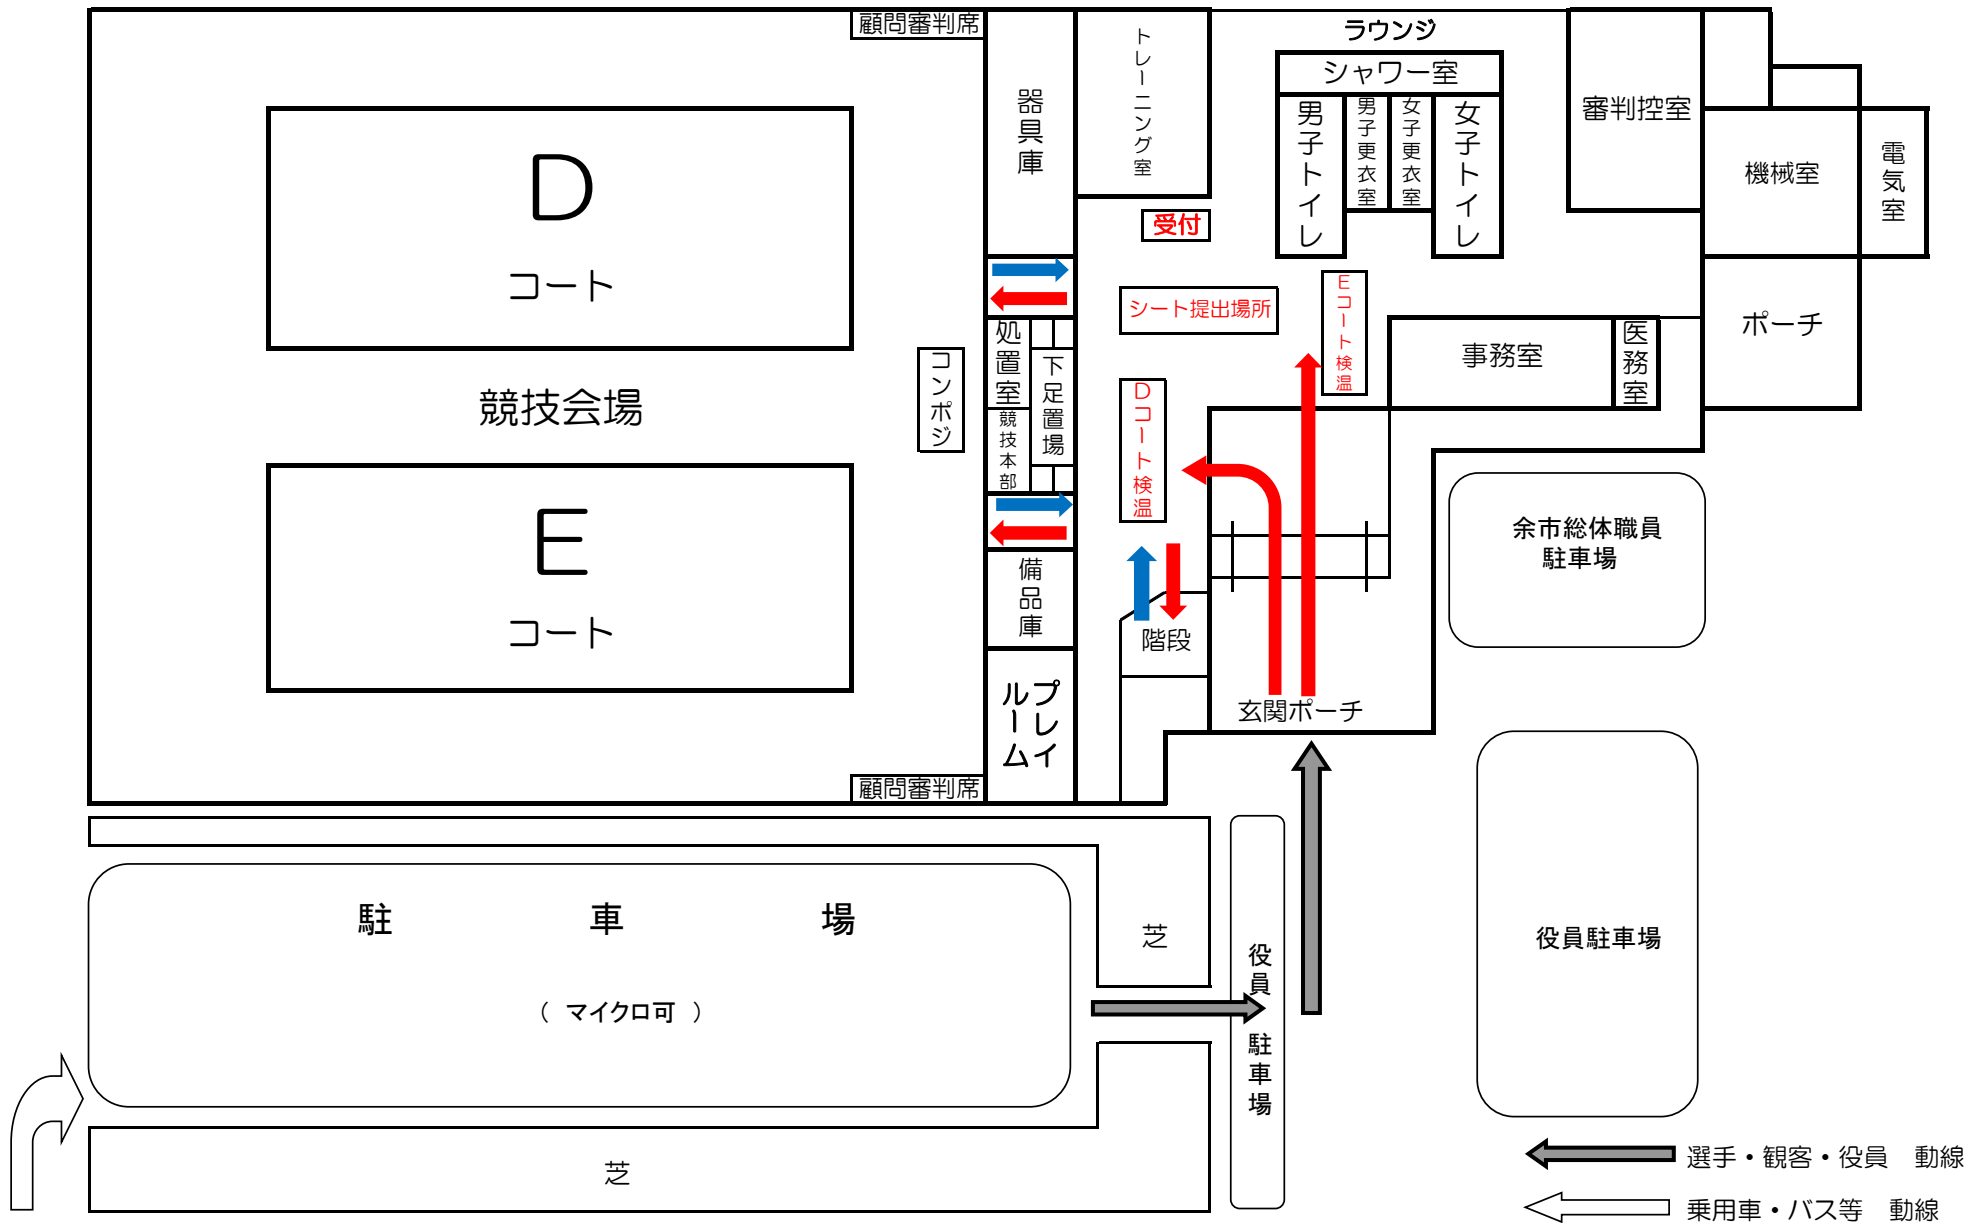 顧問審判席
ラウンジ
シャワー室
トレーニング室
器具庫
男子トイレ
男子更衣室
女子更衣室
女子トイレ
審判控室
機械室
電気室
D
コート
受付
シート提出場所
Eコート検温
事務室
医務室
ポーチ
処置室
下足置場
コンポジ
競技会場
競技本部
Dコート検温
E
コート
備品庫
階段
プレイ
ルーム
玄関ポーチ
余市総体職員
駐車場
顧問審判席
駐 車 場
( マイクロ可 )
芝
役員 駐車場
役員駐車場
芝
選手・観客・役員 動線
乗用車・バス等 動線